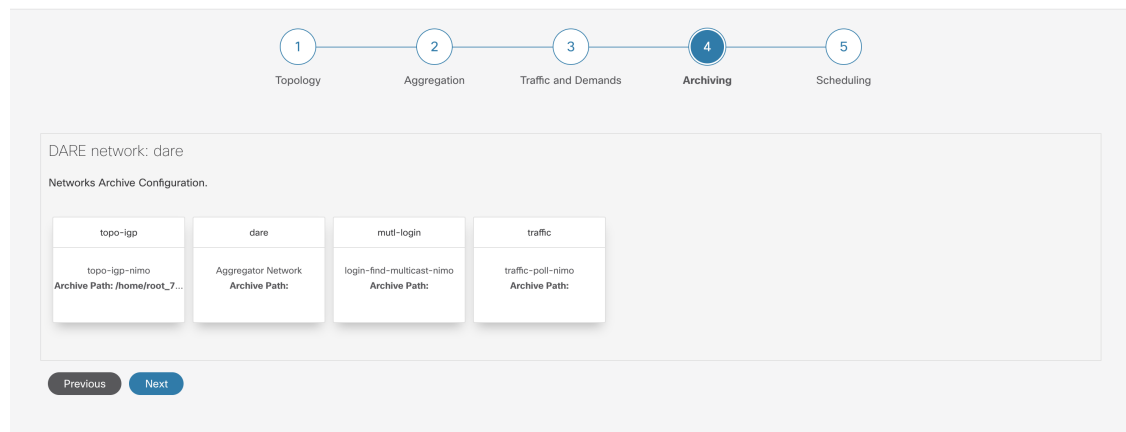 1
2
3
4
5
Topology
Aggregation
Traffic and Demands
Archiving
Scheduling
DARE network: dare
Networks Archive Configuration.
topo-igp
topo-igp-nimo
Archive Path: /home/root_7...
dare
Aggregator Network
Archive Path:
mutl-login
login-find-multicast-nimo
Archive Path:
traffic
traffic-poll-nimo
Archive Path:
Previous
Next